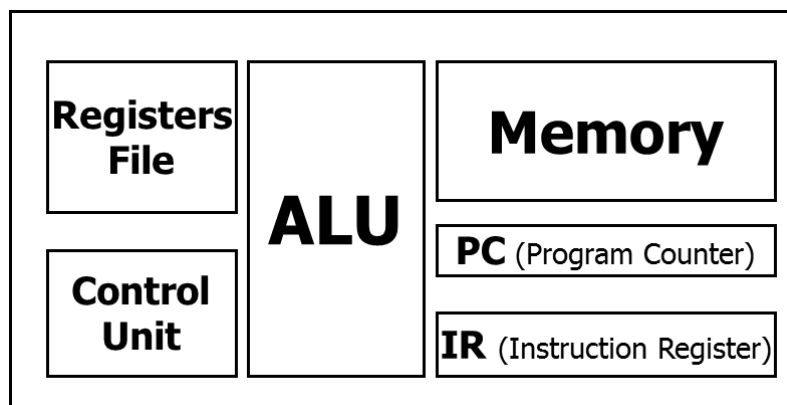 Registers
File
Control
Unit
ALU
Memory
PC (Program Counter)
IR (Instruction Register)